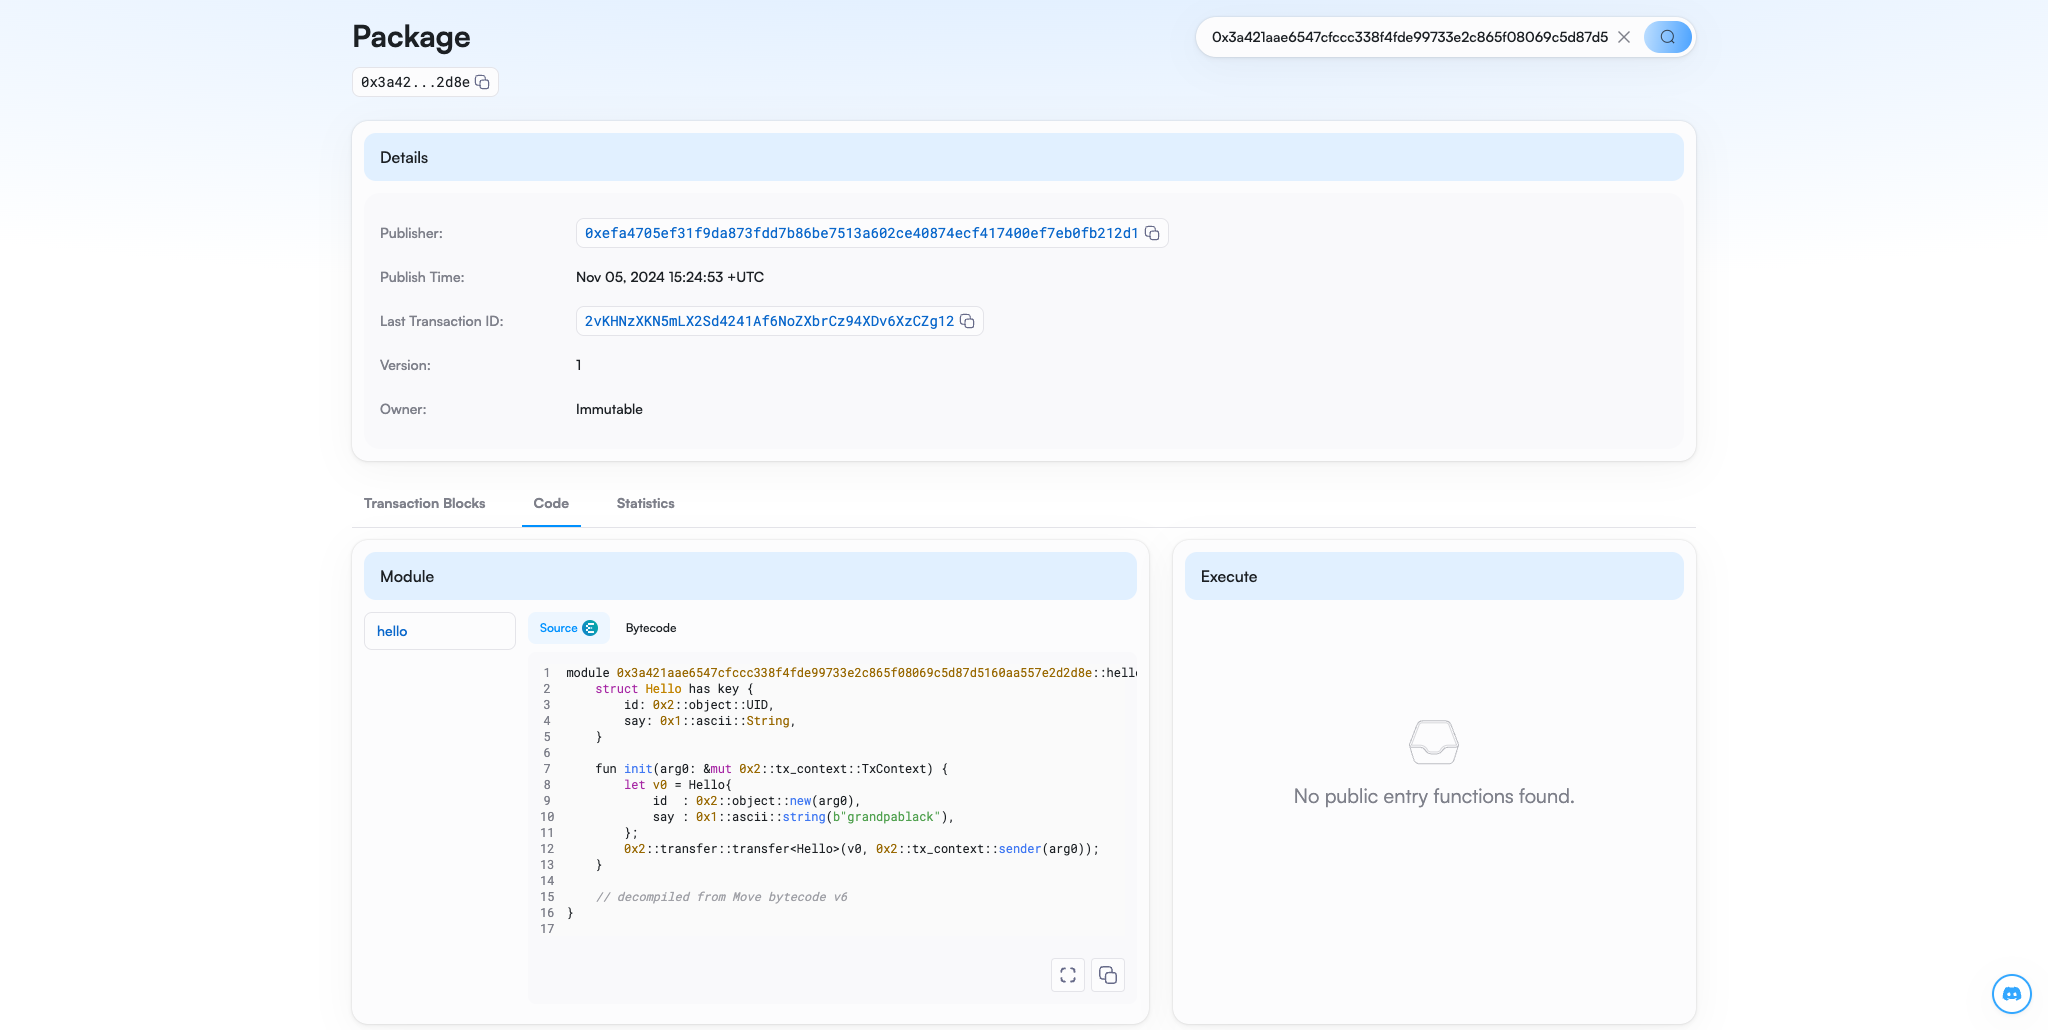 Package
0x3a421aae6547cfccc338f4fde99733e2c865f08069c5d87d5
0x3a42...2d8e
Details
Publisher: 0xefa4705ef31f9da873fdd7b86be7513a602ce40874ecf417400ef7eb0fb212d1
Publish Time: Nov 05, 2024 15:24:53 +UTC
Last Transaction ID: 2vKHNzXKN5mLX2Sd4241Af6NoZXbrCz94XDv6XzCZg12
Version: 1
Owner: Immutable
Transaction Blocks Code Statistics
Module
hello
Source Bytecode
1 module 0x3a421aae6547cfccc338f4fde99733e2c865f08069c5d87d5160aa557e2d2d8e::hello
2 struct Hello has key {
3 id: 0x2::object::UID,
4 say: 0x1::ascii::String,
5 }
6
7 fun init(arg0: &mut 0x2::tx_context::TxContext) {
8 let v0 = Hello{
9 id  : 0x2::object::new(arg0),
10 say : 0x1::ascii::string(b"grandpablack"),
11 };
12 0x2::transfer::transfer<Hello>(v0, 0x2::tx_context::sender(arg0));
13 }
14
15 // decompiled from Move bytecode v6
16 }
17
Execute
No public entry functions found.